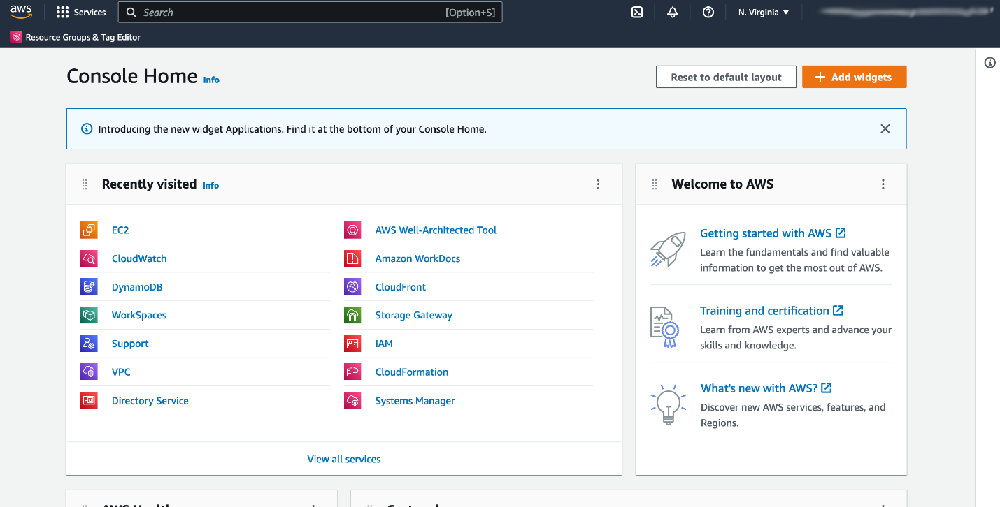 aws
Services
Search
[Option+S]
N. Virginia
Resource Groups & Tag Editor
Console Home Info
Reset to default layout
Add widgets
Introducing the new widget Applications. Find it at the bottom of your Console Home.
Recently visited Info
EC2
CloudWatch
DynamoDB
WorkSpaces
Support
VPC
Directory Service
AWS Well-Architected Tool
Amazon WorkDocs
CloudFront
Storage Gateway
IAM
CloudFormation
Systems Manager
View all services
Welcome to AWS
Getting started with AWS
Learn the fundamentals and find valuable
information to get the most out of AWS.
Training and certification
Learn from AWS experts and advance your
skills and knowledge.
What's new with AWS?
Discover new AWS services, features, and
Regions.
AWS Health